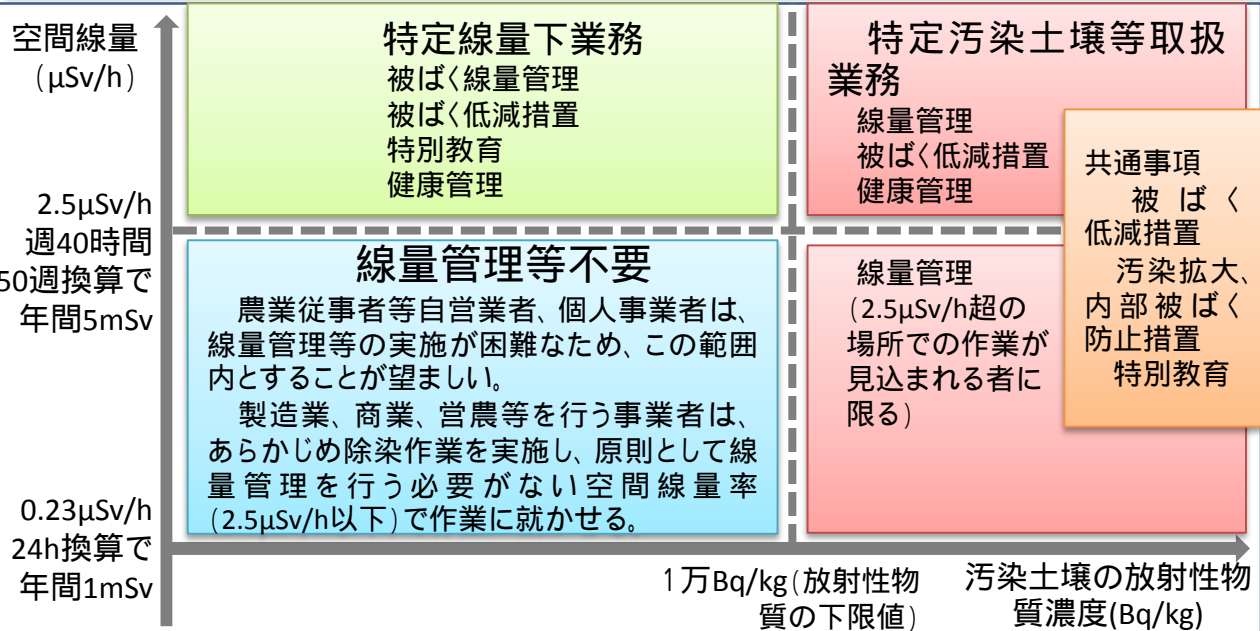 空間線量
(μSv/h)
2.5μSv/h
週40時間
50週換算で
年間5mSv
0.23μSv/h
24h換算で
年間1mSv
特定線量下業務
被ばく線量管理
被ばく低減措置
特別教育
健康管理
特定汚染土壌等取扱
業務
線量管理
被ばく低減措置
健康管理
線量管理等不要
農業従事者等自営業者、個人事業者は、
線量管理等の実施が困難なため、この範囲
内とすることが望ましい。
製造業、商業、営農等を行う事業者は、
あらかじめ除染作業を実施し、原則として線
量管理を行う必要がない空間線量率
(2.5μSv/h以下)で作業に就かせる。
線量管理
(2.5μSv/h超の
場所での作業が
見込まれる者に
限る)
共通事項
被ばく
低減措置
汚染拡大、
内部被ばく
防止措置
特別教育
1万Bq/kg(放射性物
質の下限値)
汚染土壌の放射性物
質濃度(Bq/kg)